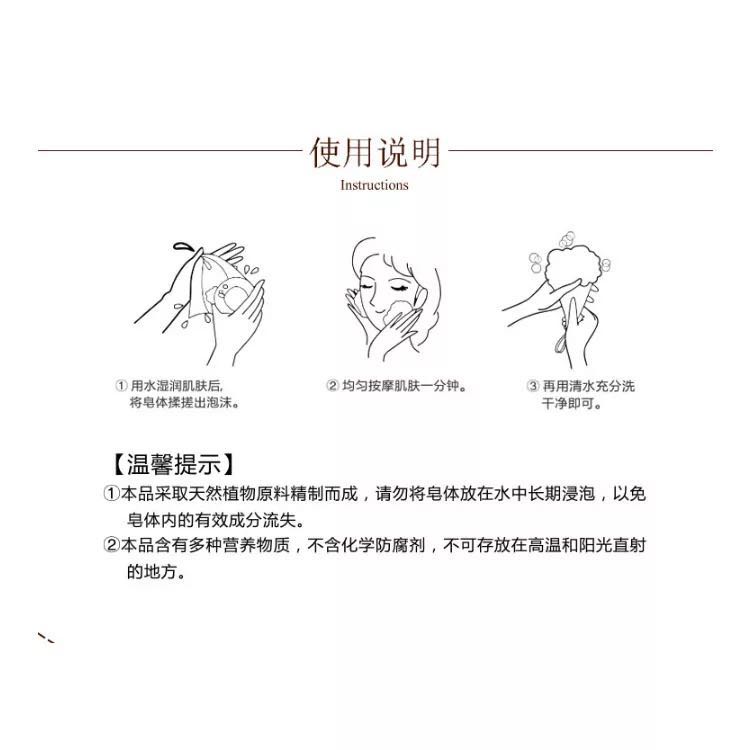 使用说明
Instructions
① 用水湿润肌肤后,
将皂体揉搓出泡沫。
② 均匀按摩肌肤一分钟。
③ 再用清水充分洗
干净即可。
【温馨提示】
①本品采取天然植物原料精制而成，请勿将皂体放在水中长期浸泡，以免
皂体内的有效成分流失。
②本品含有多种营养物质，不含化学防腐剂，不可存放在高温和阳光直射
的地方。